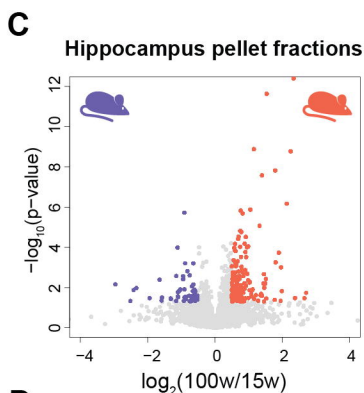 C
Hippocampus pellet fractions
12
10
8
6
4
2
0
−log10(p-value)
−4 −2 0 2 4
log2(100w/15w)